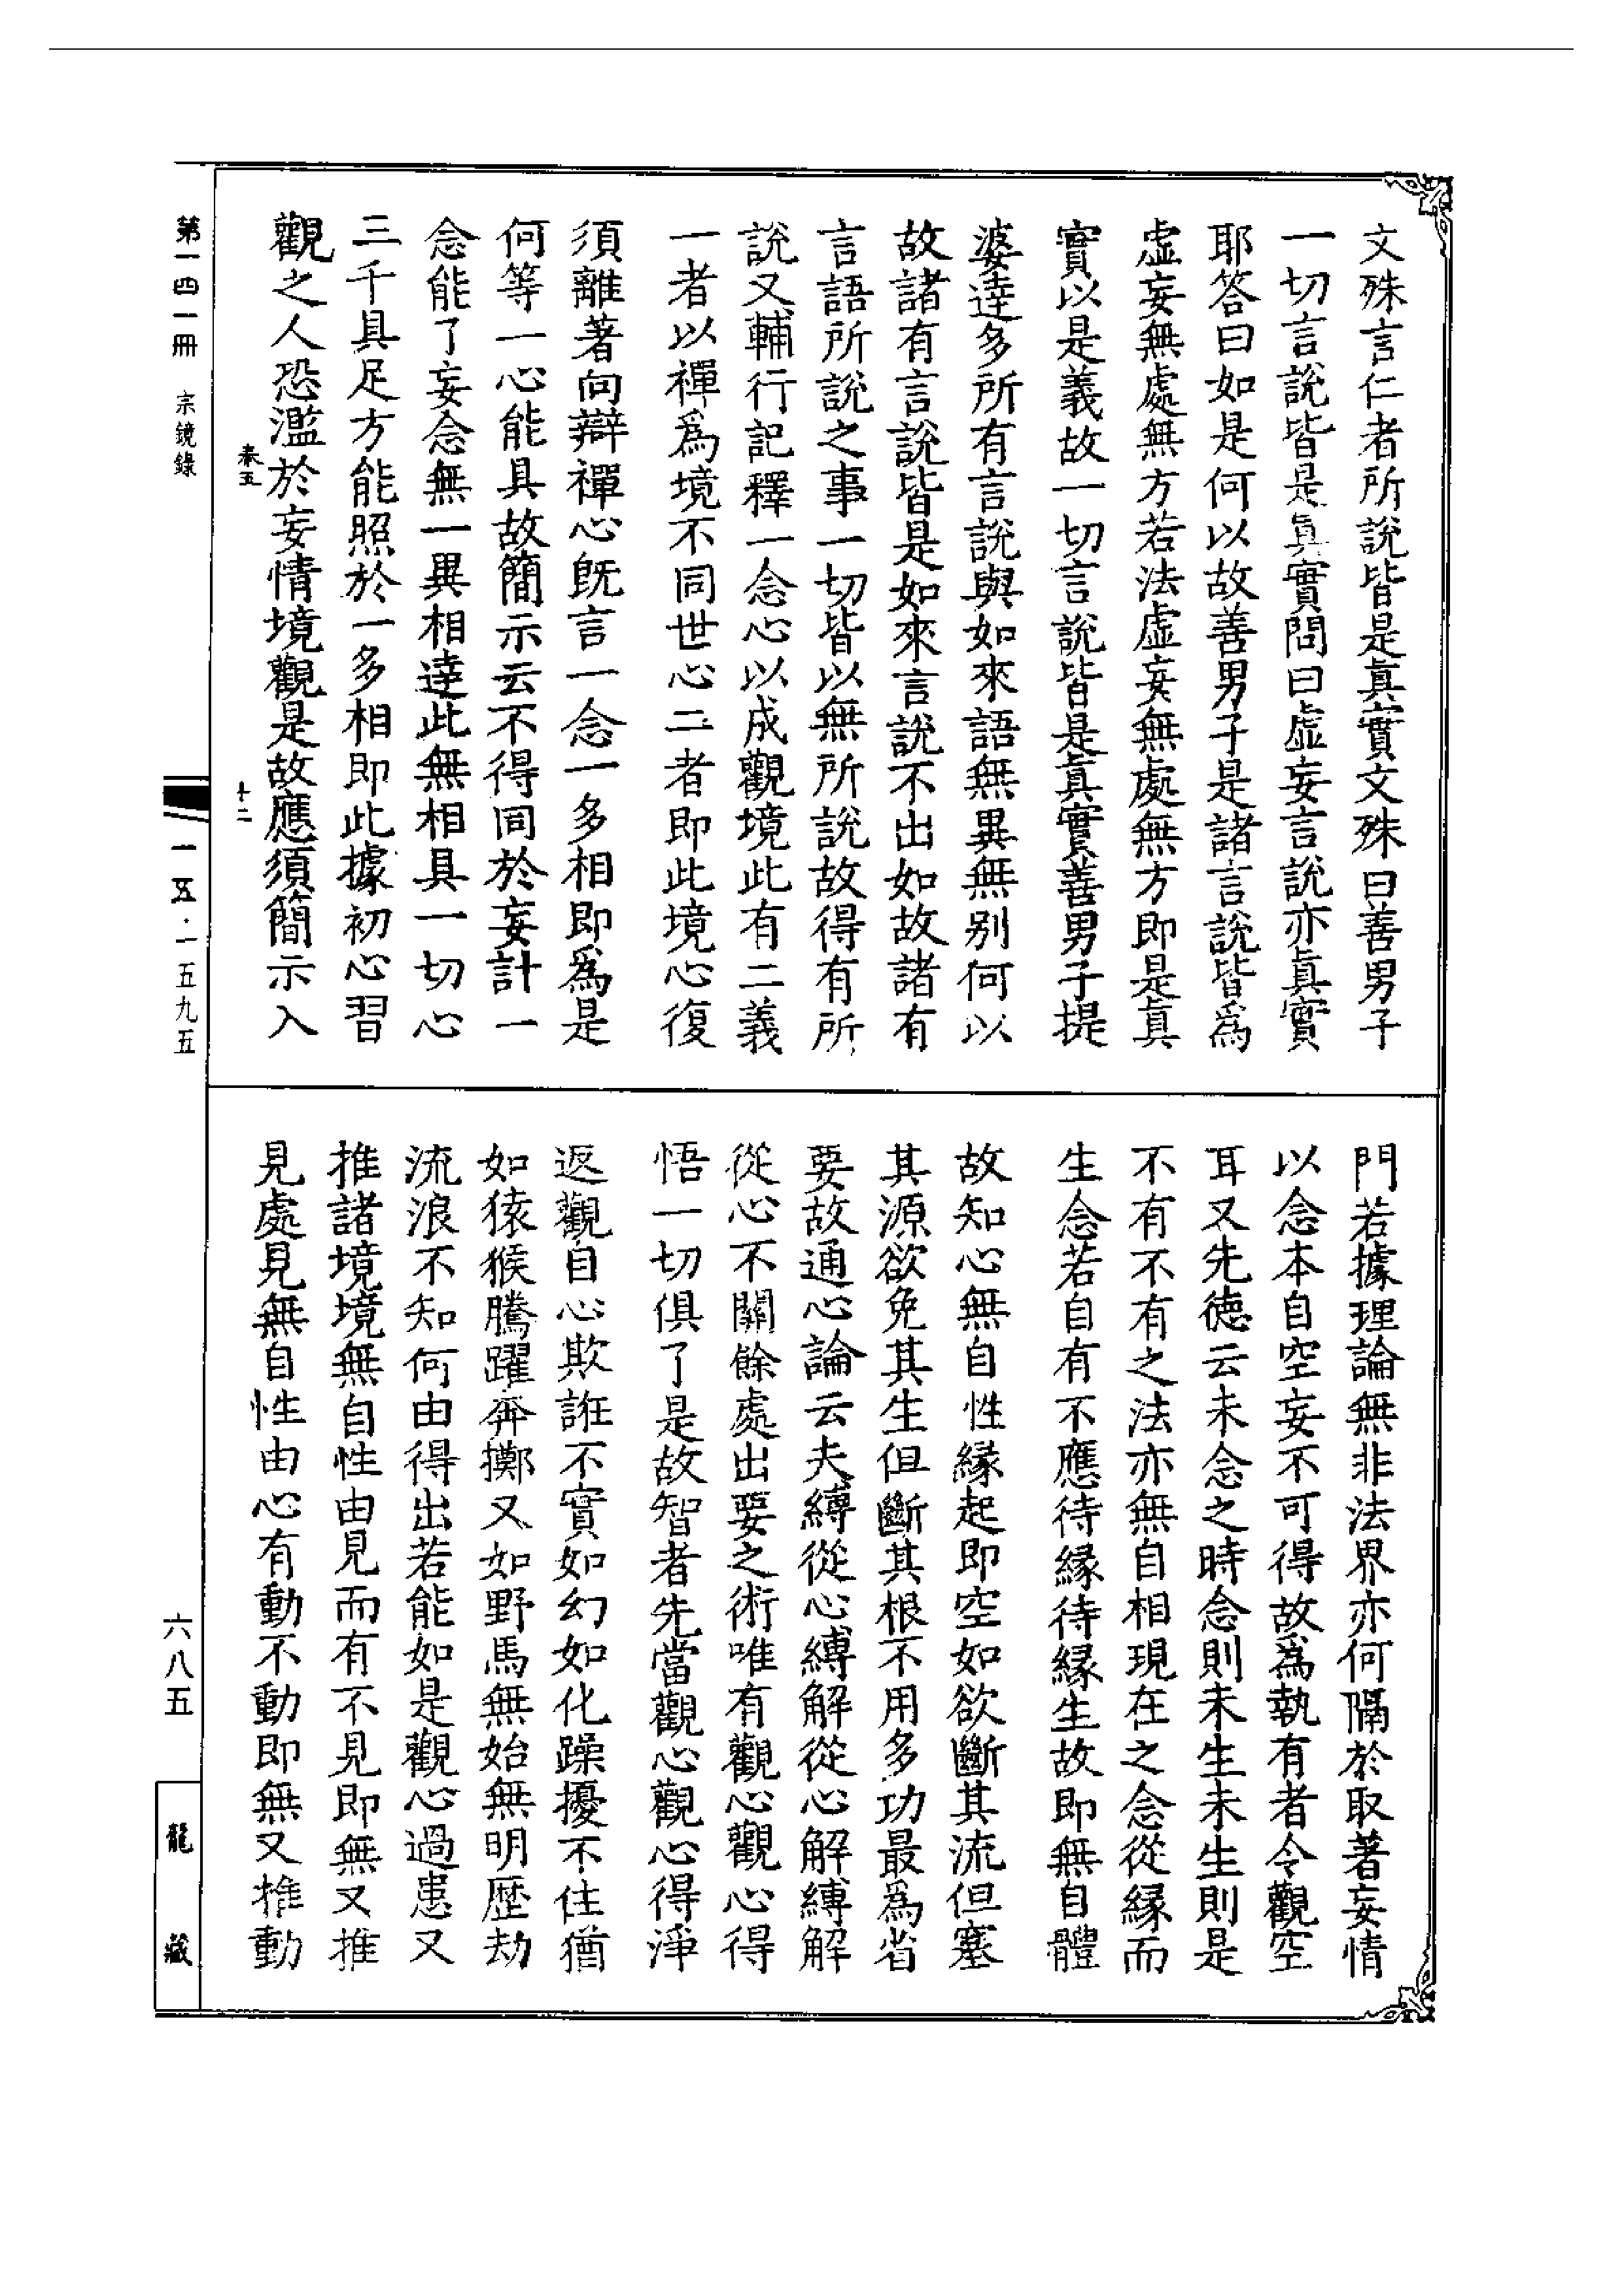 文殊言仁者所說皆是真實文殊曰善男子
一切言說皆是真實問曰虛妄言說亦真實
耶答曰如是何以故善男子是諸言說皆為
虛妄無處無方若法虛妄無處無方即是真
實以是義故一切言說皆是真實善男子提
婆達多所有言說與如來語無異無別何以
故諸有言說皆是如來言說不出如故諸有
言語所說之事一切皆以無所說故得有所
說又輔行記釋一念心以成觀境此有二義
一者以禪為境不同世心二者即此境心復
須離著向辯禪心既言一念一多相即為是
何等一心能具故簡示云不得同於妄計一
念能了妄念無一異相達此無相具一切心
三千具足方能照於一多相即此據初心習
觀之人恐濫於妄情境觀是故應須簡示入
門若據理論無非法界亦何隔於取著妄情
以念本自空妄不可得故為執有者令觀空
耳又先德云未念之時念則未生未生則是
不有不有之法亦無自相現在之念從緣而
生念若自有不應待緣待緣生故即無自體
故知心無自性緣起即空如欲斷其流但塞
其源欲免其生但斷其根不用多功最為省
要故通心論云夫縛從心縛解從心解縛解
從心不關餘處出要之術唯有觀心觀心得
悟一切俱了是故智者先當觀心觀心得淨
返觀自心欺誑不實如幻如化躁擾不住猶
如猿猴騰躍奔擲又如野馬無始無明歷劫
流浪不知何由得出若能如是觀心過患又
推諸境境無自性由見而有不見即無又推
見處見無自性由心有動不動即無又推動
第一四一冊 宗鏡錄
卷五
十二
一五·一五九五
六八五
龍藏